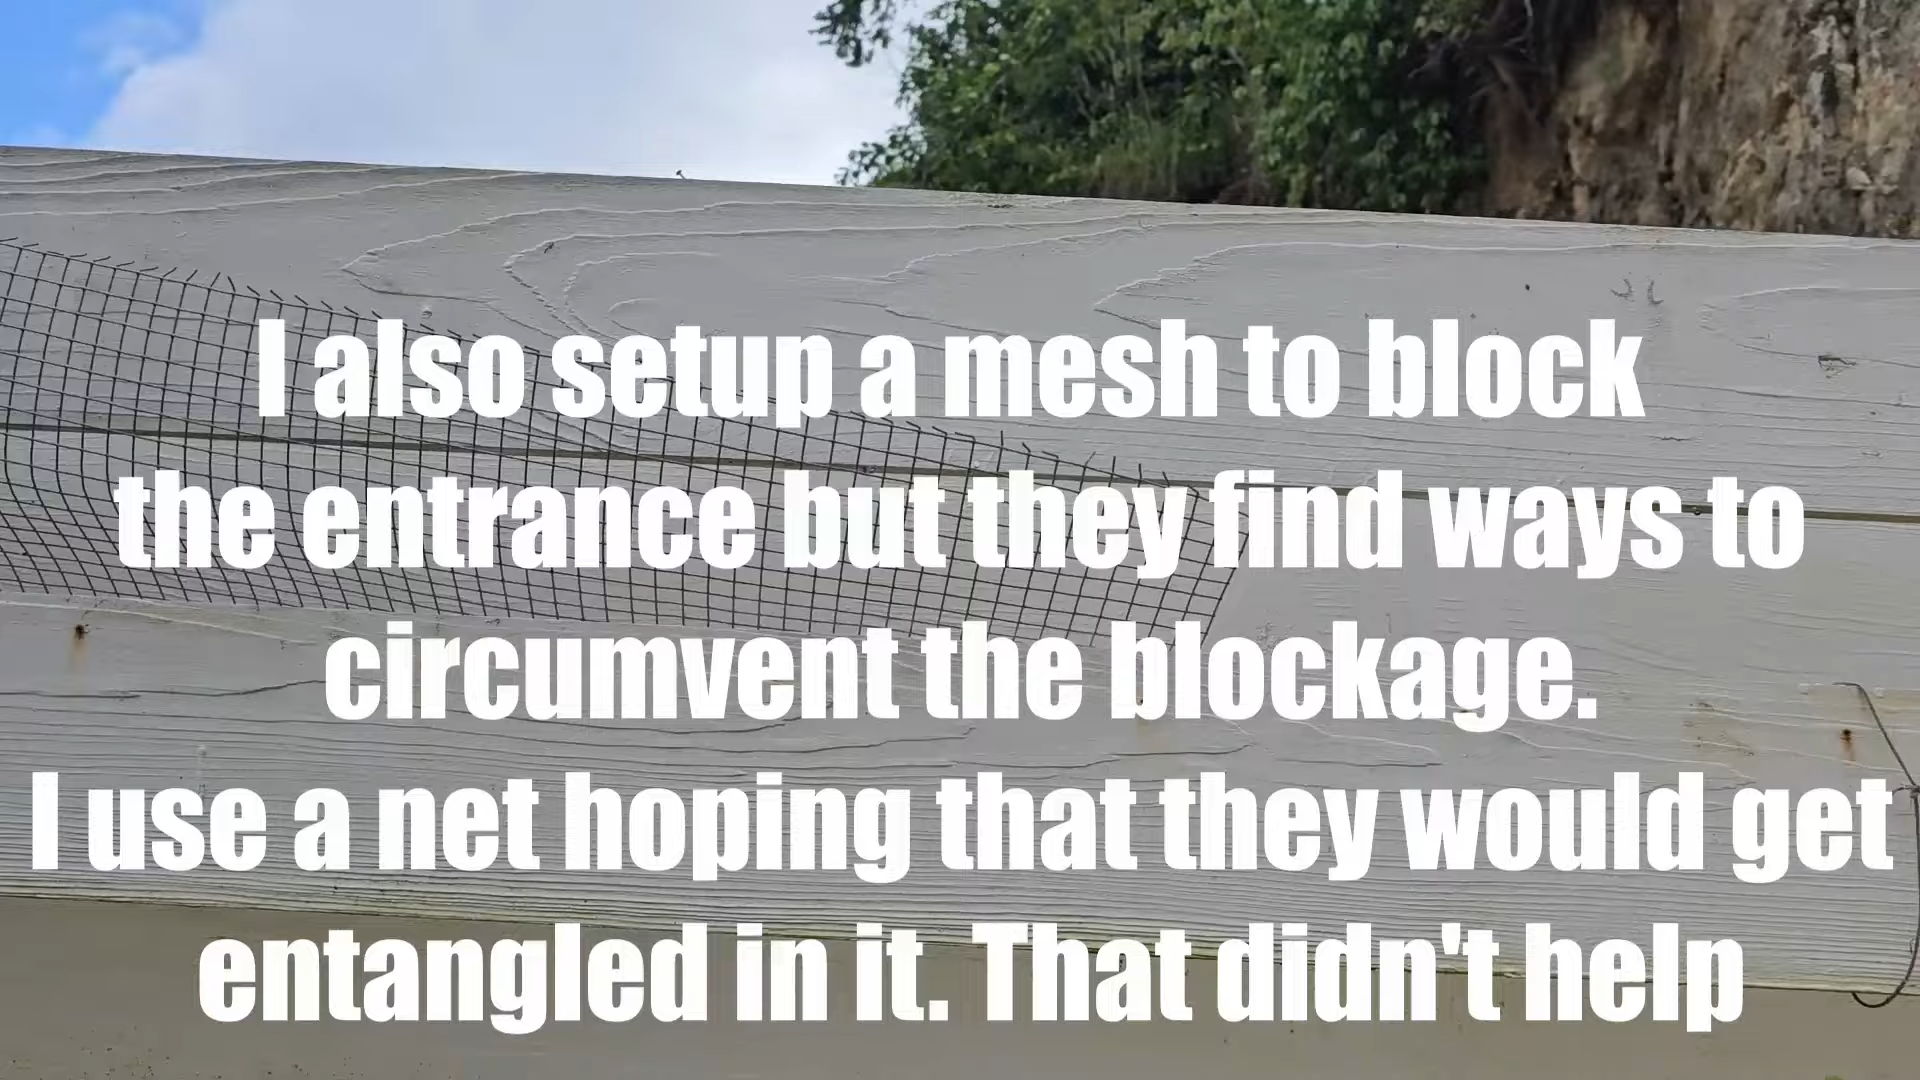 I also setup a mesh to block
the entrance but they find ways to
circumvent the blockage.
I use a net hoping that they would get
entangled in it. That didn't help